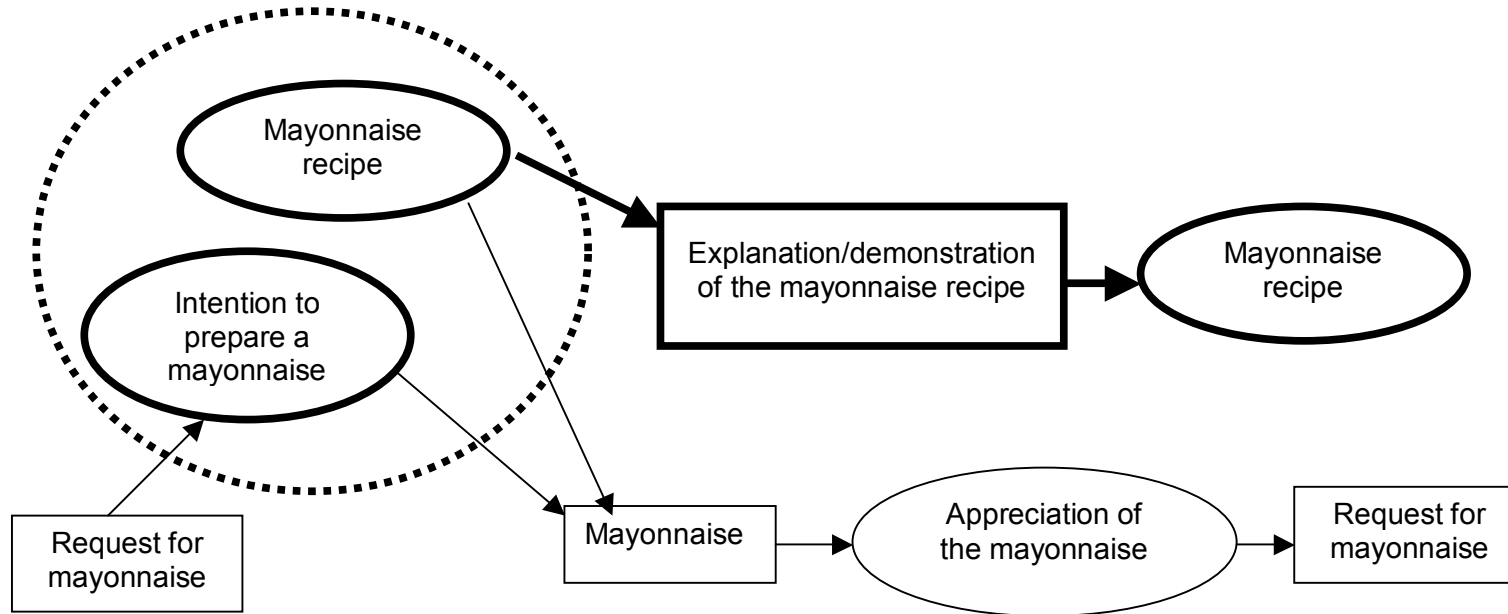 Mayonnaise
recipe
Explanation/demonstration
of the mayonnaise recipe
Mayonnaise
recipe
Intention to
prepare a
mayonnaise
Request for
mayonnaise
Mayonnaise
Appreciation of
the mayonnaise
Request for
mayonnaise